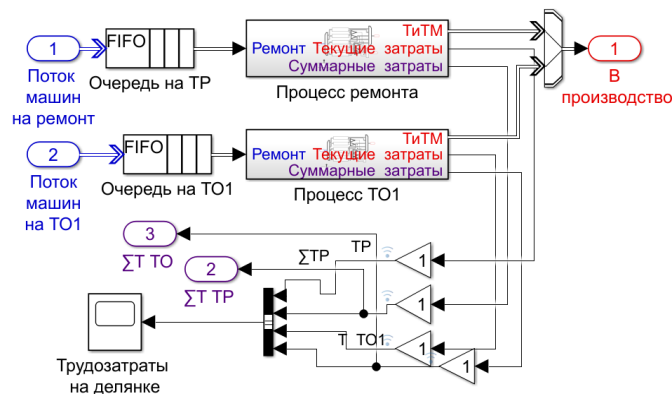 1
Поток
машин
на ремонт
FIFO
Очередь на ТР
ТиТМ
Ремонт Текущие затраты
Суммарные затраты
Процесс ремонта
1
В
производство
2
Поток
машин
на ТО1
FIFO
Очередь на ТО1
ТиТМ
Ремонт Текущие затраты
Суммарные затраты
Процесс ТО1
3
∑Т ТО
2
∑Т ТР
∑ТР
ТР
1
1
Т_ТО1
1
1
Трудозатраты
на делянке